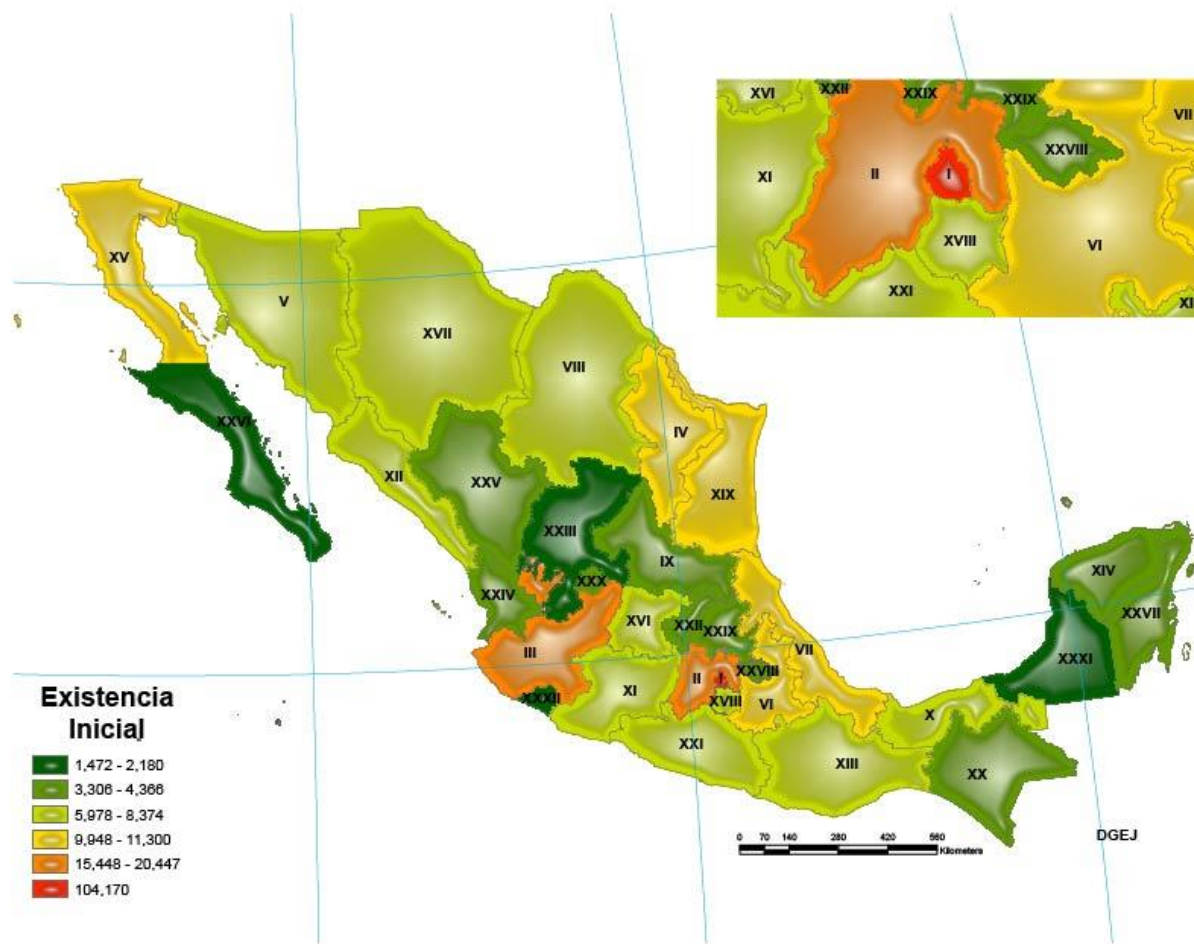 XVI
XXII
XXIX
XXIX
VII
XXVIII
XI
II
I
XVIII
VI
XXI
XI
XV
V
XVII
VIII
IV
XXVI
XII
XXV
XIX
XXIII
IX
XXX
XXIV
XIV
XXVII
XVI
XXII
XXIX
III
VII
XXXI
II
I
XXVIII
XI
XXXII
XVIII
VI
X
XXI
XIII
XX
Existencia
Inicial
1,472 - 2,180
3,306 - 4,366
5,978 - 8,374
9,948 - 11,300
15,448 - 20,447
104,170
0 70 140 280 420 560
Kilometers
DGEJ